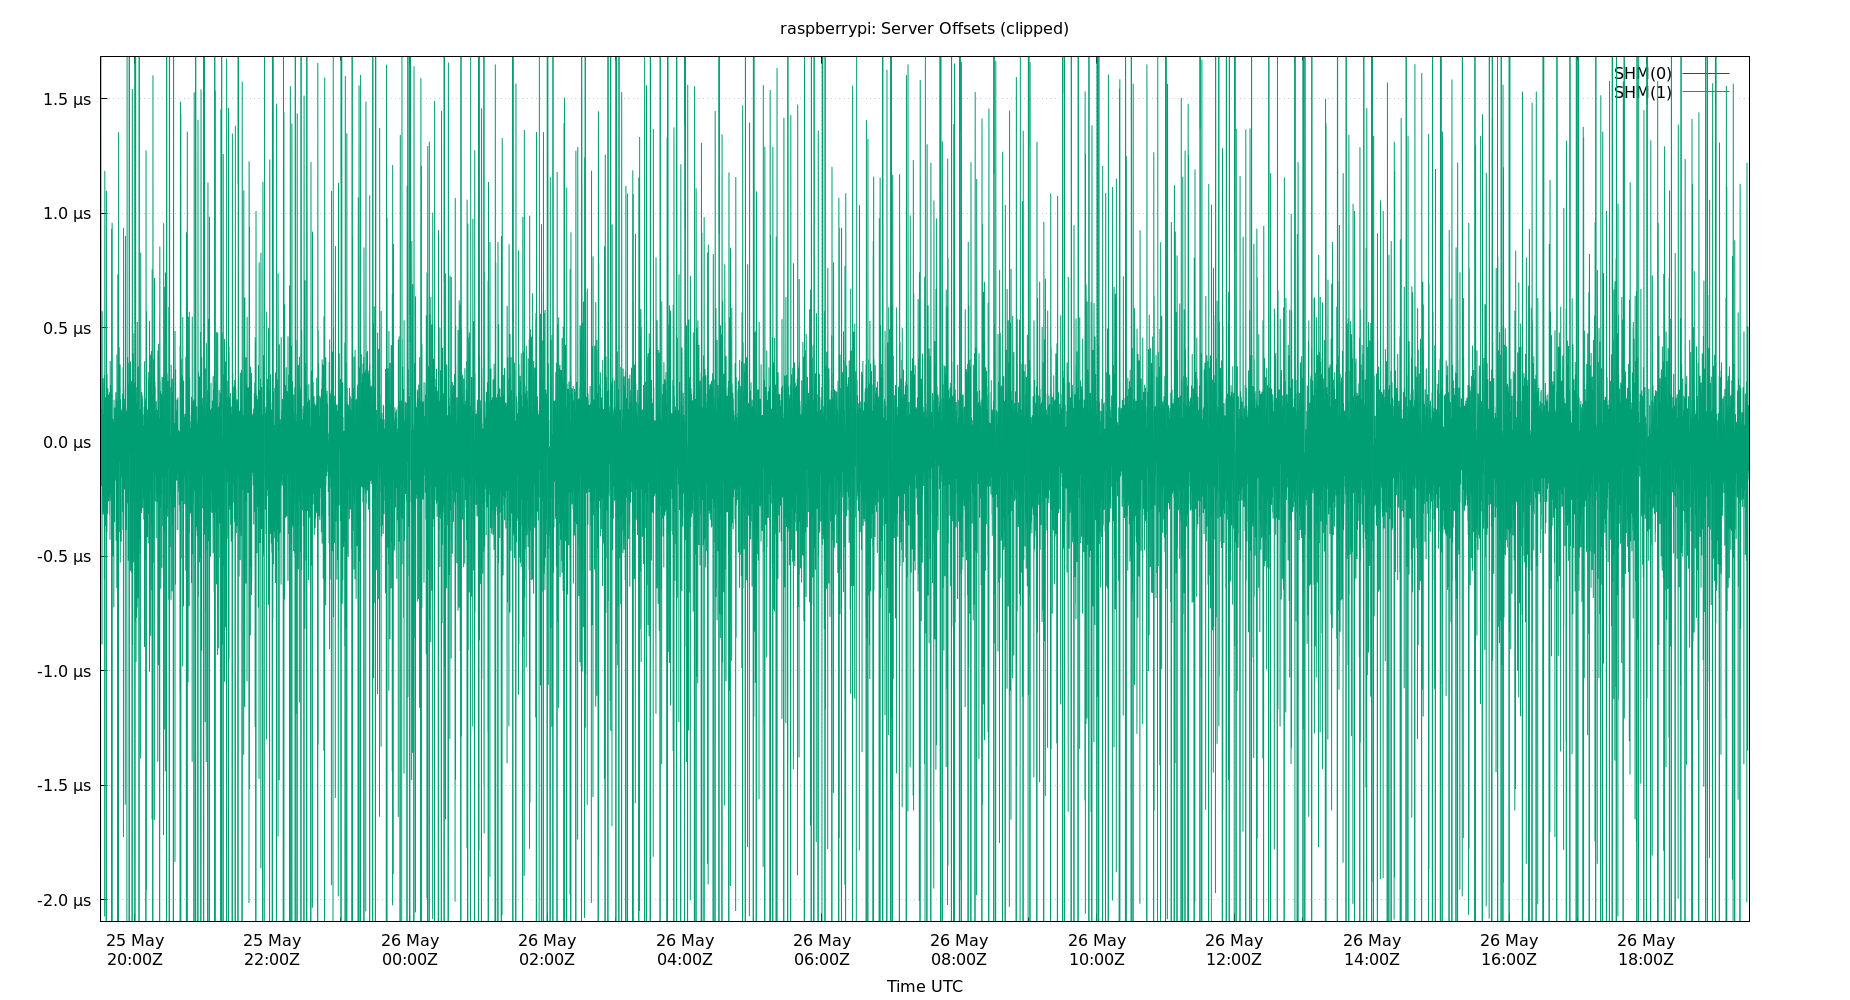 raspberrypi: Server Offsets (clipped)
SHM(0)
SHM(1)
1.5 µs
1.0 µs
0.5 µs
0.0 µs
-0.5 µs
-1.0 µs
-1.5 µs
-2.0 µs
25 May 25 May 26 May 26 May 26 May 26 May 26 May 26 May 26 May 26 May 26 May 26 May
20:00Z 22:00Z 00:00Z 02:00Z 04:00Z 06:00Z 08:00Z 10:00Z 12:00Z 14:00Z 16:00Z 18:00Z
Time UTC